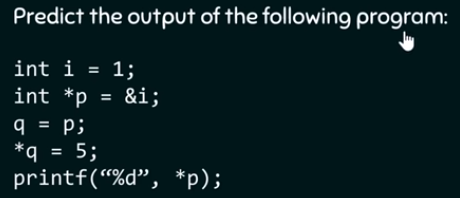 Predict the output of the following program:
int i = 1;
int *p = &i;
q = p;
*q = 5;
printf(“%d”, *p);